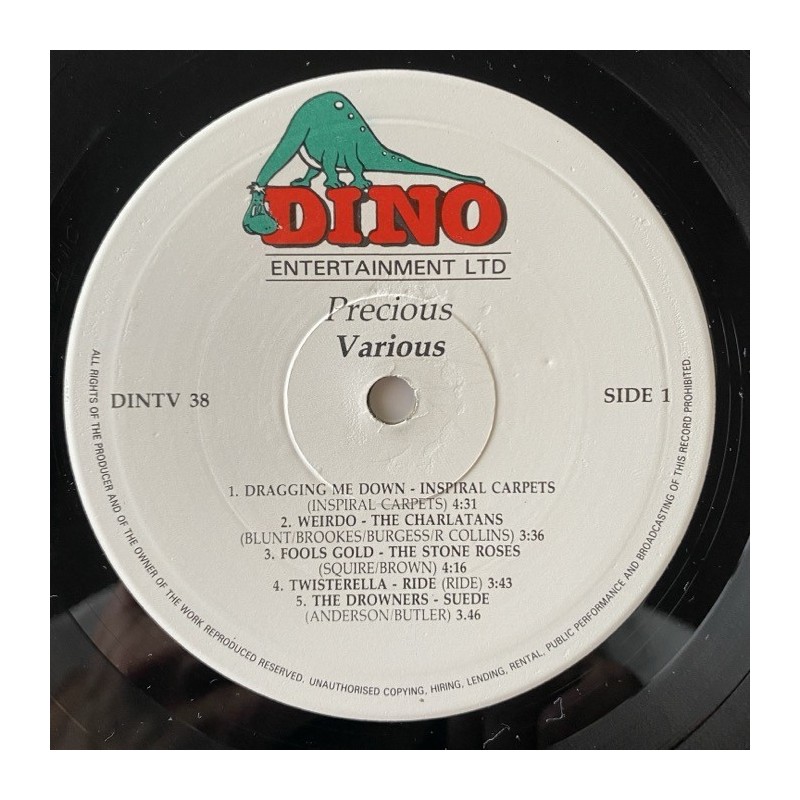 DINO
ENTERTAINMENT LTD
Precious
Various
DINTV 38
SIDE 1
1. DRAGGING ME DOWN - INSPIRAL CARPETS
(INSPIRAL CARPETS) 4:31
2. WEIRDO - THE CHARLATANS
(BLUNT/BROOKES/BURGESS/R COLLINS) 3:36
3. FOOLS GOLD - THE STONE ROSES
(SQUIRE/BROWN) 4:16
4. TWISTERELLA - RIDE (RIDE) 3:43
5. THE DROWNERS - SUEDE
(ANDERSON/BUTLER) 3.46
ALL RIGHTS OF THE PRODUCER AND OF THE OWNER OF THE WORK REPRODUCED RESERVED. UNAUTHORISED COPYING, HIRING, LENDING, RENTAL, PUBLIC PERFORMANCE AND BROADCASTING OF THIS RECORD PROHIBITED.